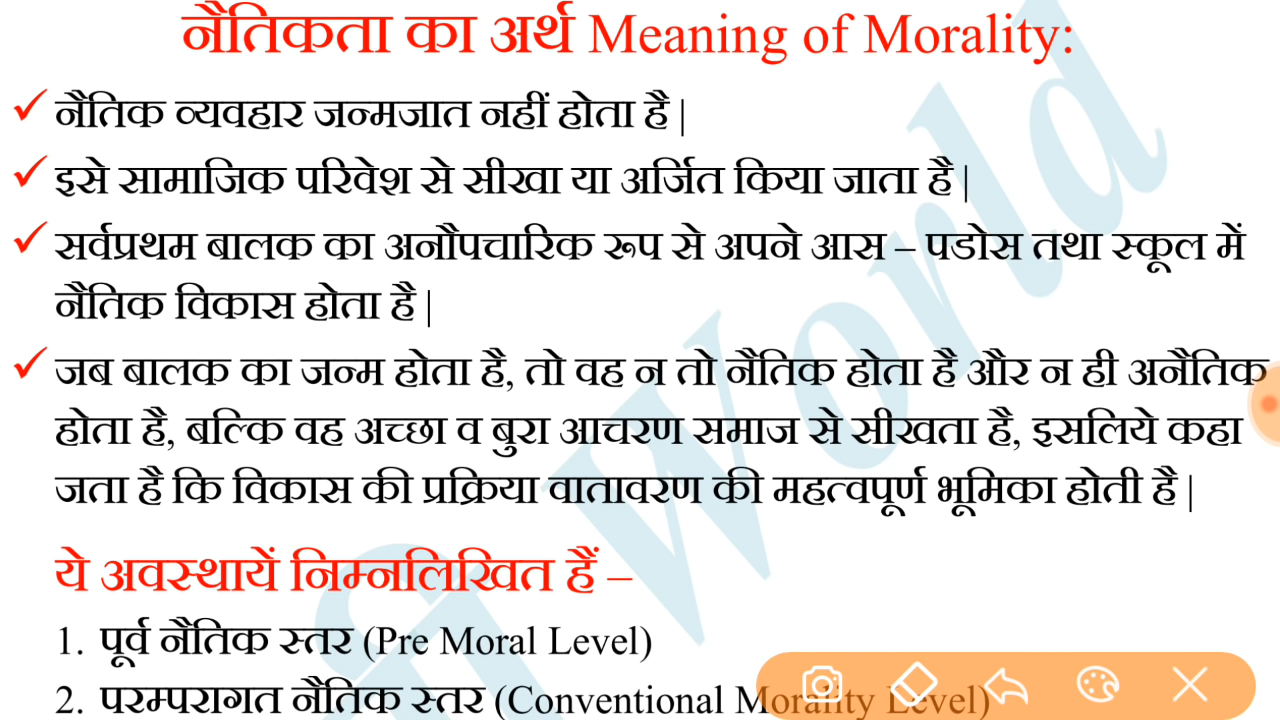 नैतिकता का अर्थ Meaning of Morality:
✓ नैतिक व्यवहार जन्मजात नहीं होता है |
✓ इसे सामाजिक परिवेश से सीखा या अर्जित किया जाता है |
✓ सर्वप्रथम बालक का अनौपचारिक रूप से अपने आस – पडोस तथा स्कूल में
नैतिक विकास होता है |
✓ जब बालक का जन्म होता है, तो वह न तो नैतिक होता है और न ही अनैतिक
होता है, बल्कि वह अच्छा व बुरा आचरण समाज से सीखता है, इसलिये कहा
जता है कि विकास की प्रक्रिया वातावरण की महत्वपूर्ण भूमिका होती है |
ये अवस्थायें निम्नलिखित हैं –
1. पूर्व नैतिक स्तर (Pre Moral Level)
2. परम्परागत नैतिक स्तर (Conventional Morality Level)
World